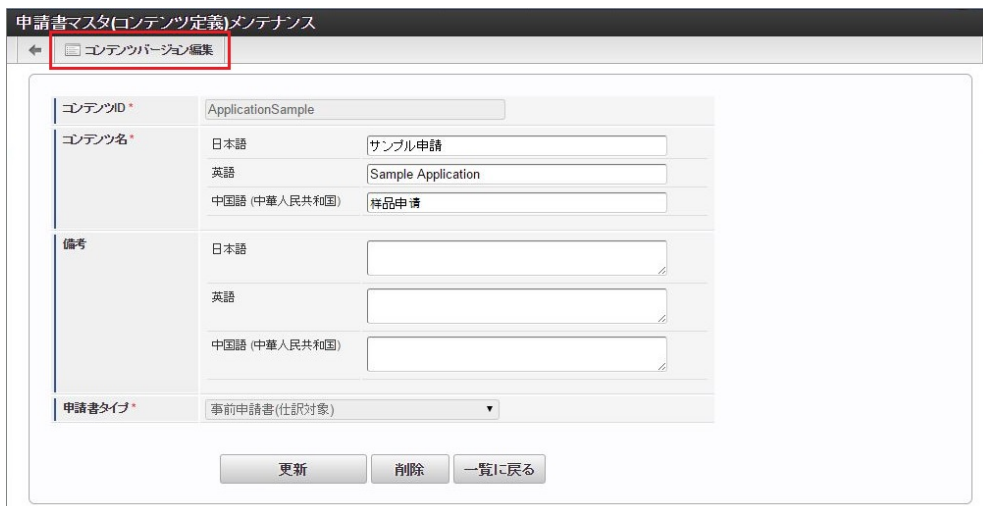 申請書マスタ(コンテンツ定義)メンテナンス
コンテンツバージョン編集
コンテンツID* ApplicationSample
コンテンツ名* 日本語 サンプル申請
英語 Sample Application
中国語 (中華人民共和国) 样品申请
備考 日本語
英語
中国語 (中華人民共和国)
申請書タイプ* 事前申請書(仕訳対象)
更新 削除 一覧に戻る